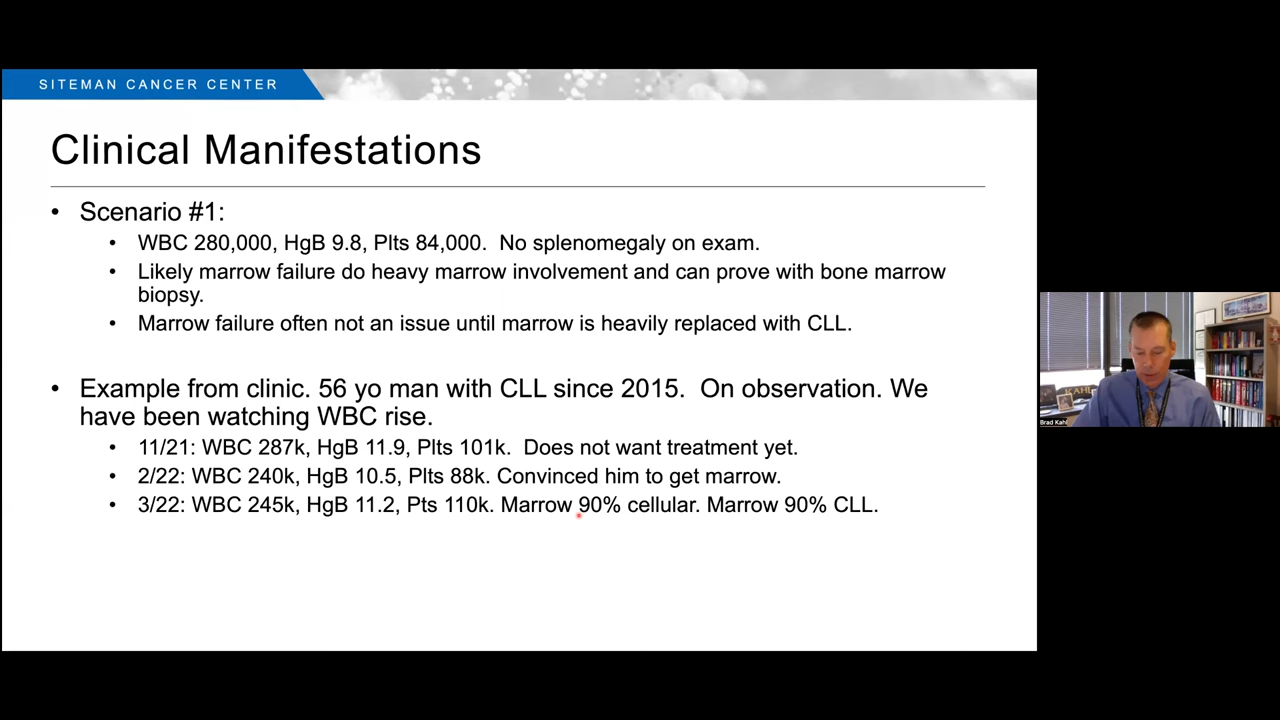 SITEMAN CANCER CENTER
Clinical Manifestations
• Scenario #1:
• WBC 280,000, HgB 9.8, Plts 84,000. No splenomegaly on exam.
• Likely marrow failure do heavy marrow involvement and can prove with bone marrow
biopsy.
• Marrow failure often not an issue until marrow is heavily replaced with CLL.
• Example from clinic. 56 yo man with CLL since 2015. On observation. We
have been watching WBC rise.
• 11/21: WBC 287k, HgB 11.9, Plts 101k. Does not want treatment yet.
• 2/22: WBC 240k, HgB 10.5, Plts 88k. Convinced him to get marrow.
• 3/22: WBC 245k, HgB 11.2, Pts 110k. Marrow 90% cellular. Marrow 90% CLL.
KAHL
Brad Kahl